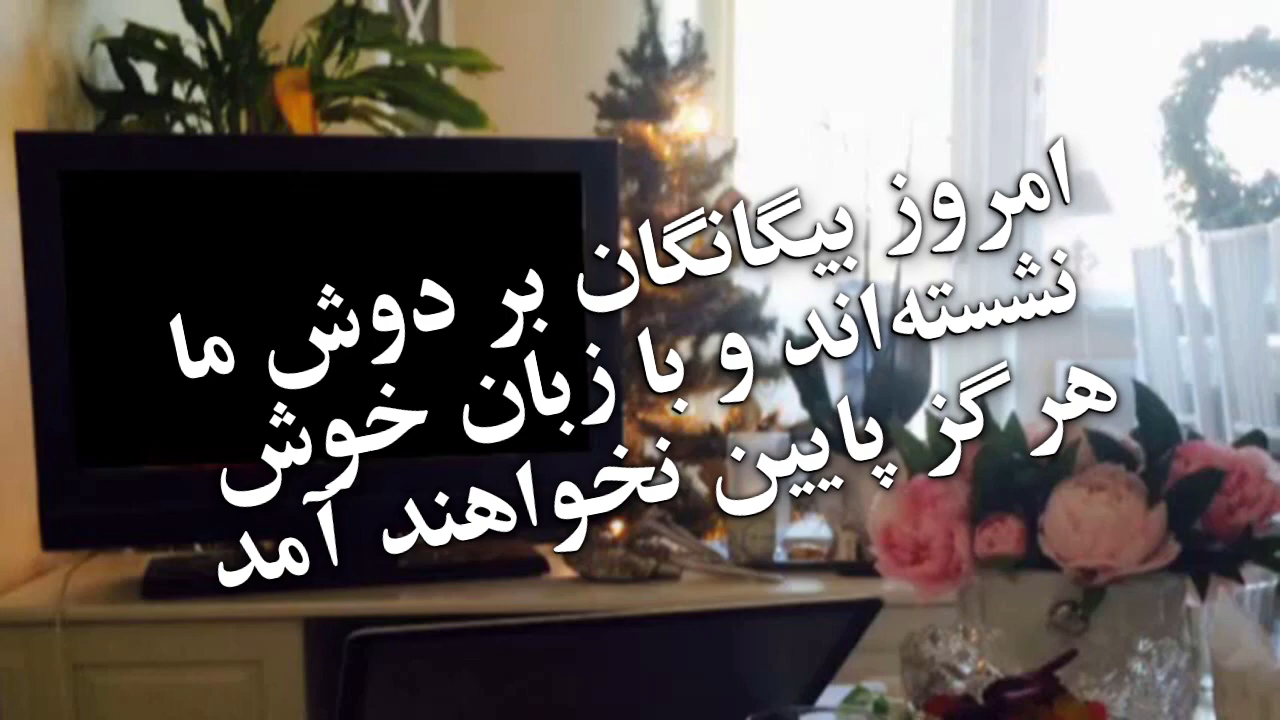 امروز بیگانگان بر دوش ما
نشسته‌اند و با زبان خوش
هرگز پایین نخواهند آمد